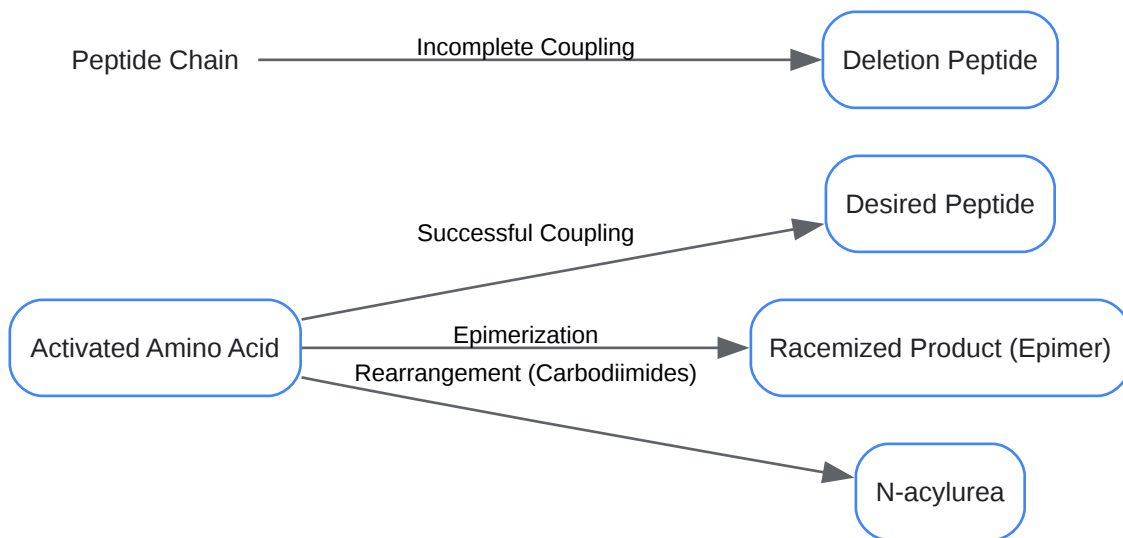 Peptide Chain
Incomplete Coupling
Deletion Peptide
Desired Peptide
Successful Coupling
Activated Amino Acid
Epimerization
Racemized Product (Epimer)
Rearrangement (Carbodiimides)
N-acylurea